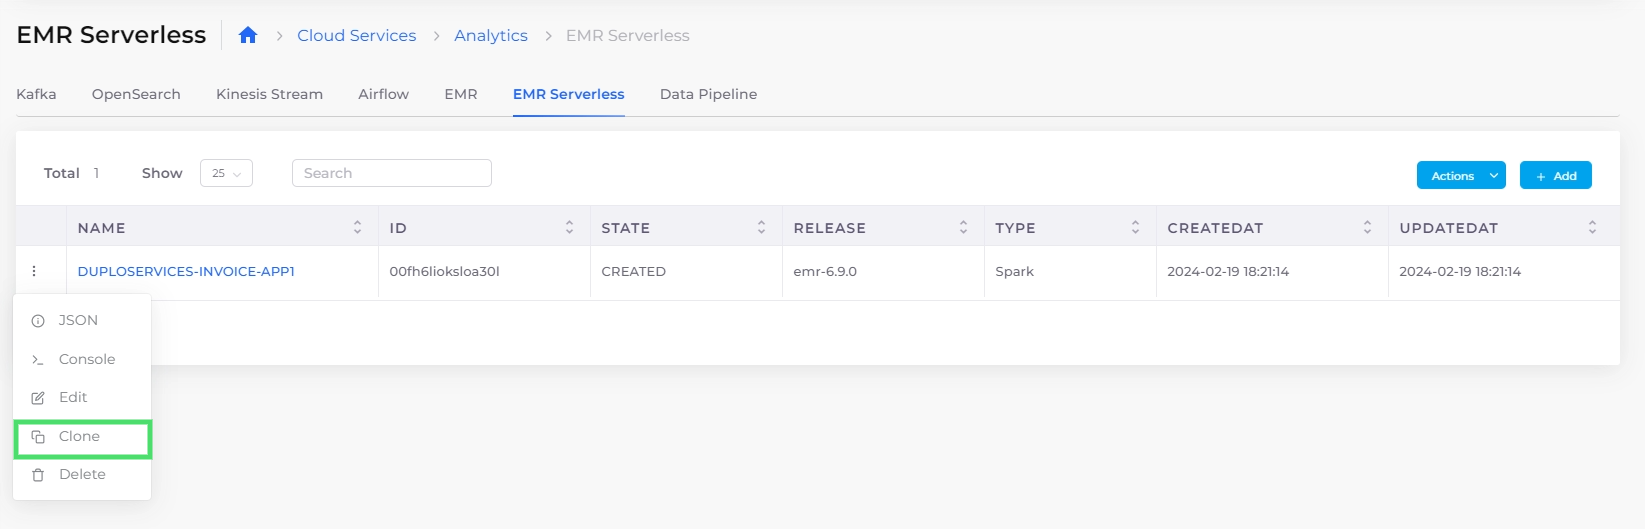 EMR Serverless Cloud Services Analytics EMR Serverless
Kafka OpenSearch Kinesis Stream Airflow EMR EMR Serverless Data Pipeline
Total 1 Show 25 Search Actions + Add
NAME ID STATE RELEASE TYPE CREATEDAT UPDATEDAT
DUPLOSERVICES-INVOICE-APP1 00fh6lioksloa30l CREATED emr-6.9.0 Spark 2024-02-19 18:21:14 2024-02-19 18:21:14
JSON
Console
Edit
Clone
Delete